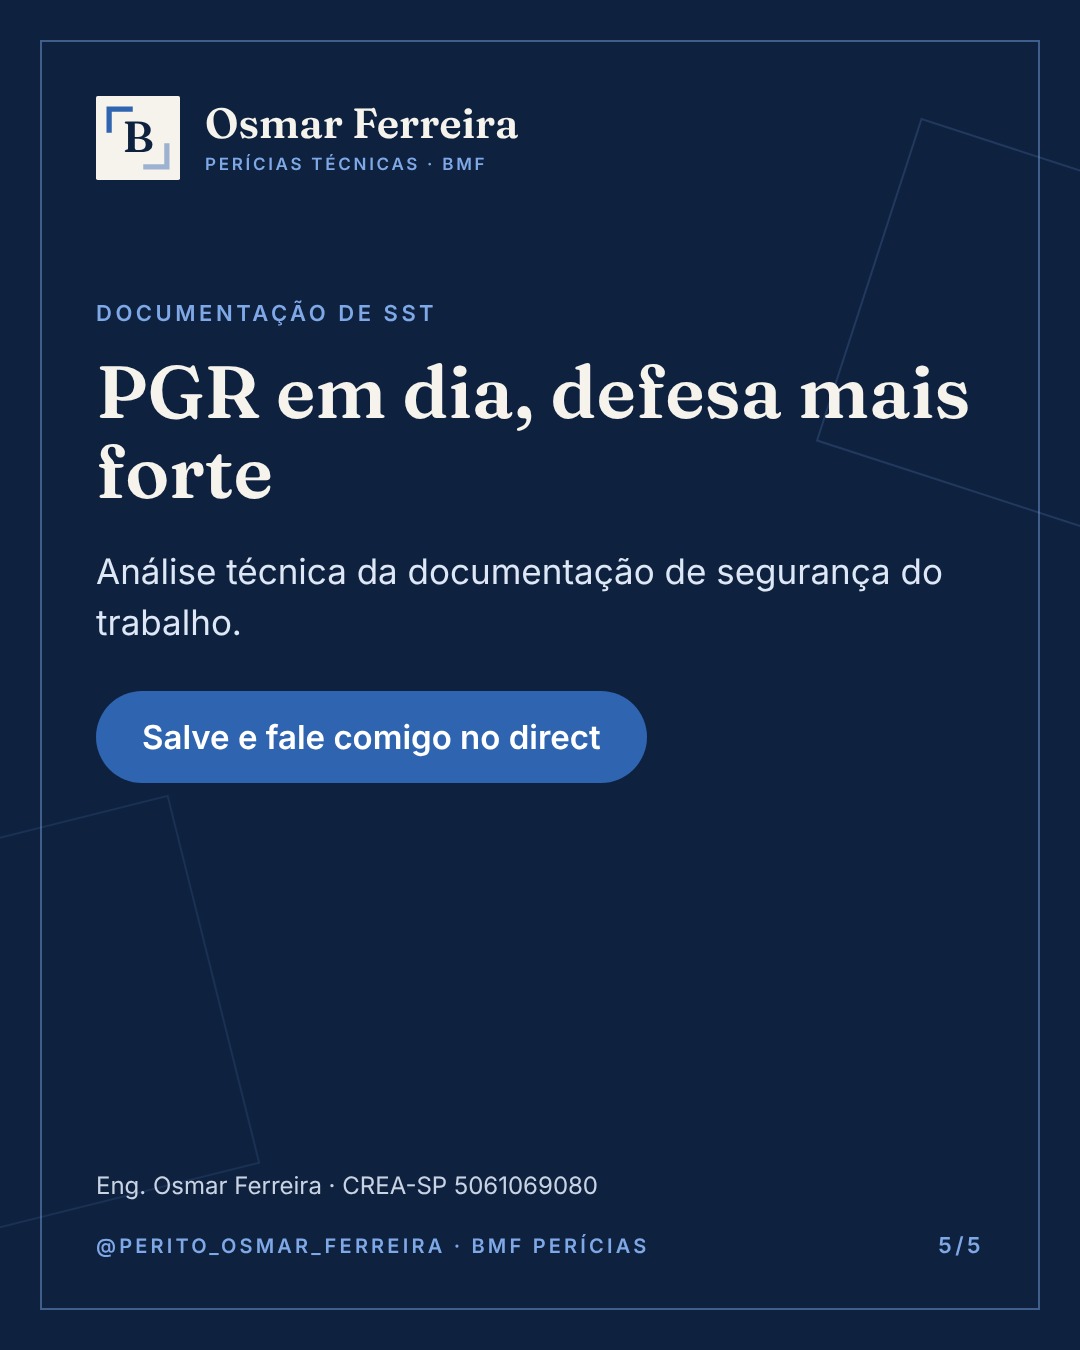 B
Osmar Ferreira
PERÍCIAS TÉCNICAS · BMF
DOCUMENTAÇÃO DE SST
PGR em dia, defesa mais
forte
Análise técnica da documentação de segurança do
trabalho.
Salve e fale comigo no direct
Eng. Osmar Ferreira · CREA-SP 5061069080
@PERITO_OSMAR_FERREIRA · BMF PERÍCIAS
5/5